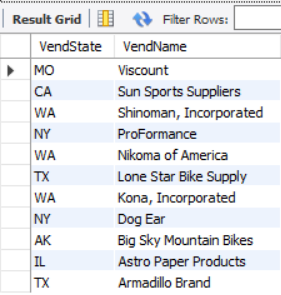 Result Grid Filter Rows:
VendState VendName
MO Viscount
CA Sun Sports Suppliers
WA Shinoman, Incorporated
NY ProFormance
WA Nikoma of America
TX Lone Star Bike Supply
WA Kona, Incorporated
NY Dog Ear
AK Big Sky Mountain Bikes
IL Astro Paper Products
TX Armadillo Brand